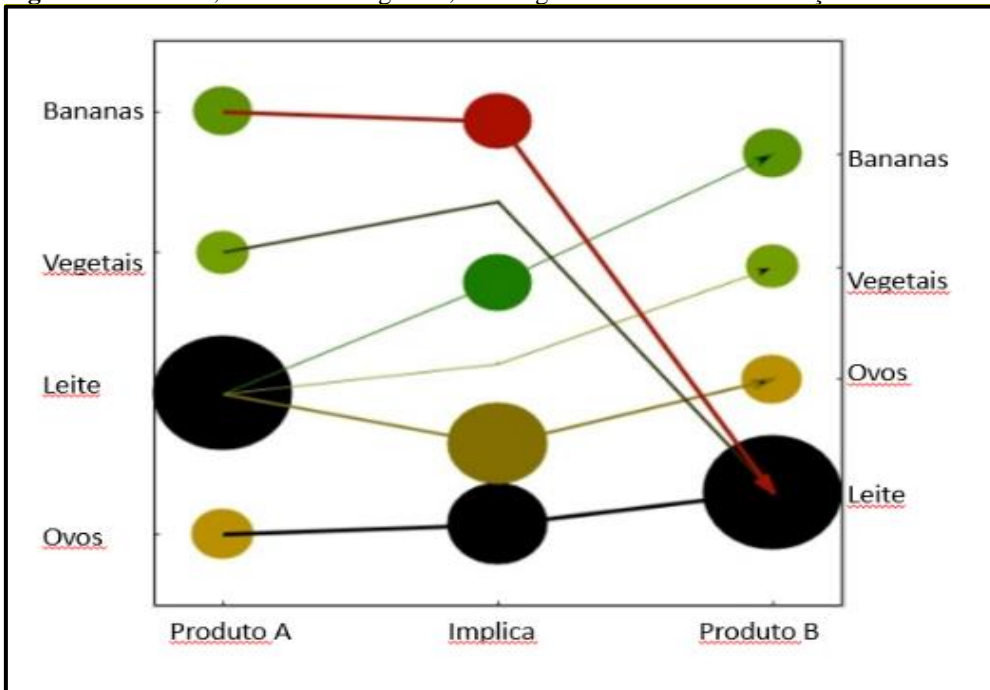 Bananas
Vegetais
Leite
Ovos
Bananas
Vegetais
Ovos
Leite
Produto A
Implica
Produto B